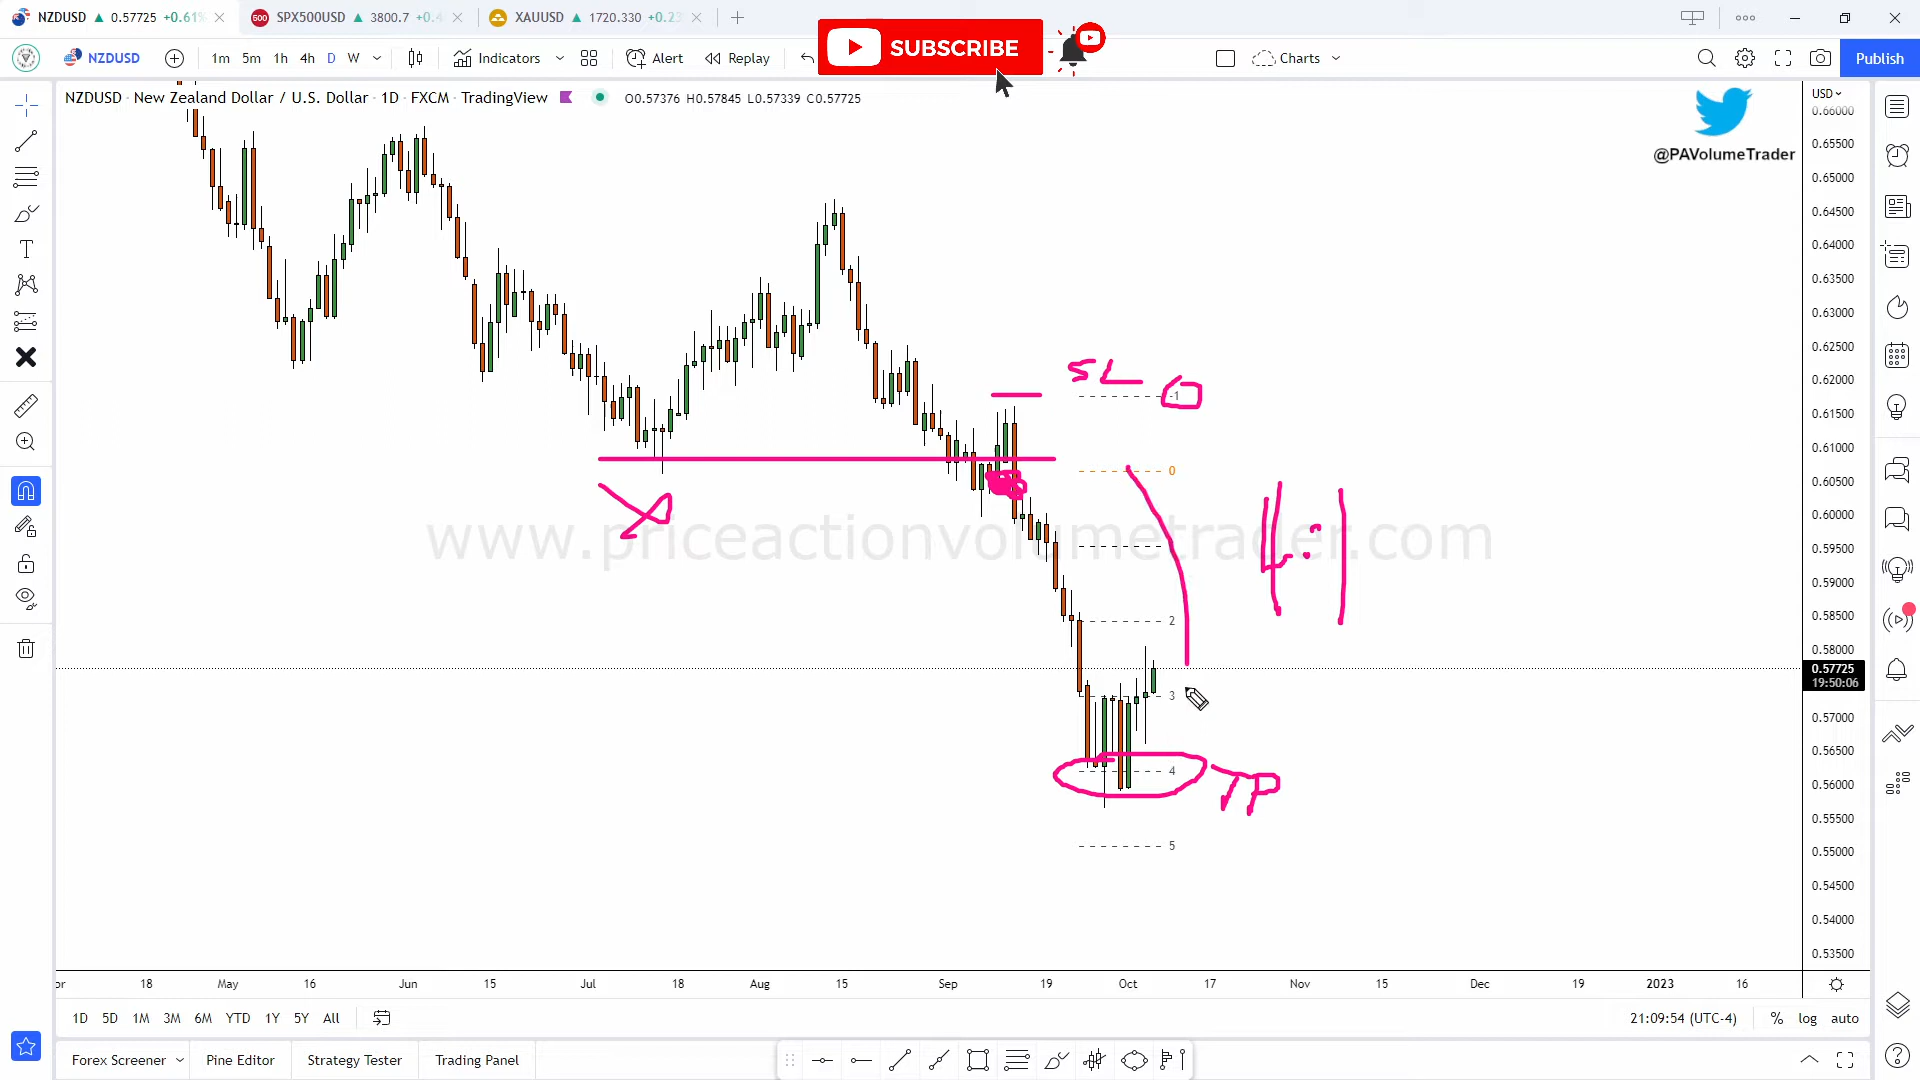 NZDUSD ▲ 0.57725 +0.61%
SPX500USD ▲ 3800.7
XAUUSD ▲ 1720.330
NZDUSD
1m 5m 1h 4h D W
Indicators
Alert
Replay
SUBSCRIBE
Charts
Publish
NZDUSD · New Zealand Dollar / U.S. Dollar · 1D · FXCM · TradingView
O0.57376 H0.57845 L0.57339 C0.57725
USD
@PAVolumeTrader
0.66000
0.65500
0.65000
0.64500
0.64000
0.63500
0.63000
0.62500
0.62000
0.61500
0.61000
0.60500
0.60000
0.59500
0.59000
0.58500
0.58000
0.57725
19:50:06
0.57000
0.56500
0.56000
0.55500
0.55000
0.54500
0.54000
0.53500
SL
-1
0
2
3
4
5
4:1
TP
www.priceactionvolumetrader.com
18 May 16 Jun 15 Jul 18 Aug 15 Sep 19 Oct 17 Nov 15 Dec 19 2023 16
1D 5D 1M 3M 6M YTD 1Y 5Y All
21:09:54 (UTC-4) % log auto
Forex Screener Pine Editor Strategy Tester Trading Panel